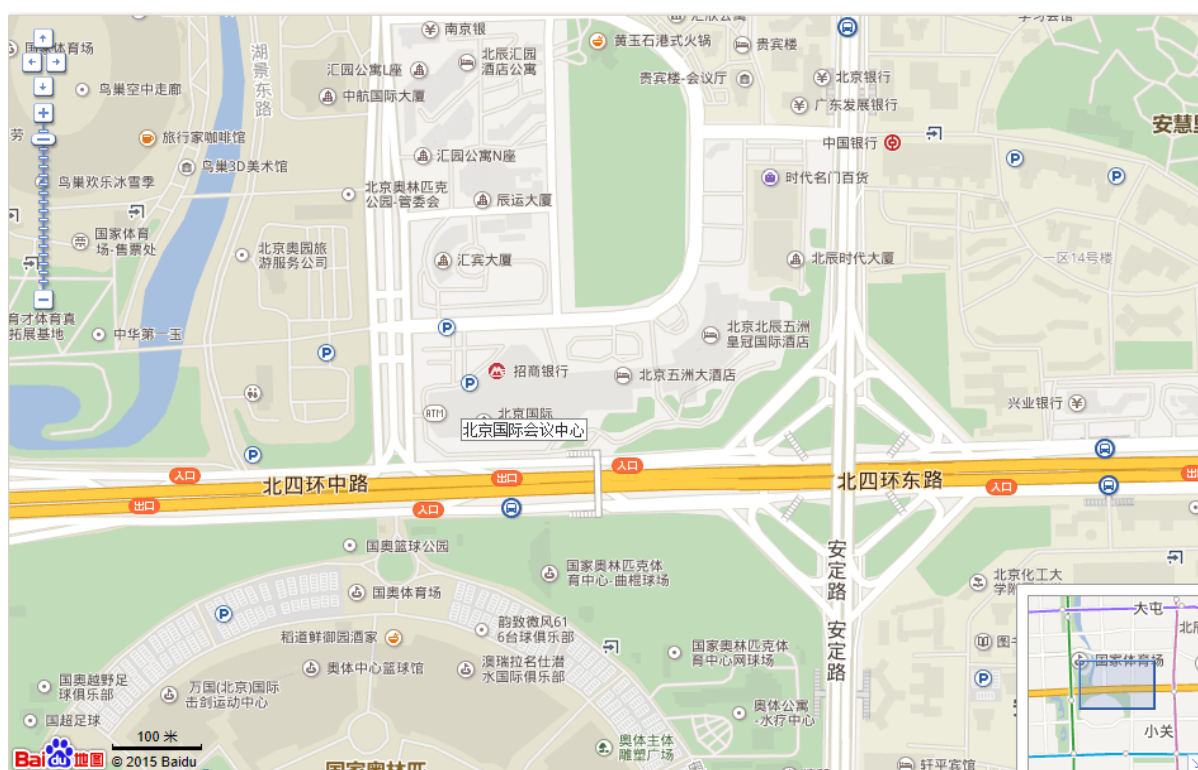 南京银
国家体育场
湖景东路
北辰汇园
酒店公寓
黄玉石港式火锅
贵宾楼
汇园公寓L座
贵宾楼-会议厅
北京银行
鸟巢空中走廊
中航国际大厦
广东发展银行
劳
旅行家咖啡馆
中国银行
汇园公寓N座
鸟巢3D美术馆
鸟巢欢乐冰雪季
北京奥林匹克
公园-管委会
辰运大厦
时代名门百货
国家体育
场-售票处
北京奥园旅
游服务公司
汇宾大厦
北辰时代大厦
一区14号楼
育才体育真
拓展基地
中华第一玉
P
P
P
P
P
P
北京北辰五洲
皇冠国际酒店
招商银行
北京五洲大酒店
ATM
北京国际
北京国际会议中心
兴业银行
入口
出口
入口
北四环中路
北四环东路
出口
入口
入口
国奥篮球公园
安定路
国家奥林匹克体
育中心-曲棍球场
北京化工大
国奥体育场
P
韵致微风61
6台球俱乐部
稻道鲜御园酒家
奥体中心篮球馆
澳瑞拉名仕潜
水国际俱乐部
国家奥林匹克体
育中心网球场
安定路
国奥越野足
球俱乐部
万国(北京)国际
击剑运动中心
P
国超足球
奥体公寓
-水疗中心
奥体主体
雕塑广场
100 米
Bai du 地图
© 2015 Baidu
轩平宾馆
大屯
国家体育场
小关